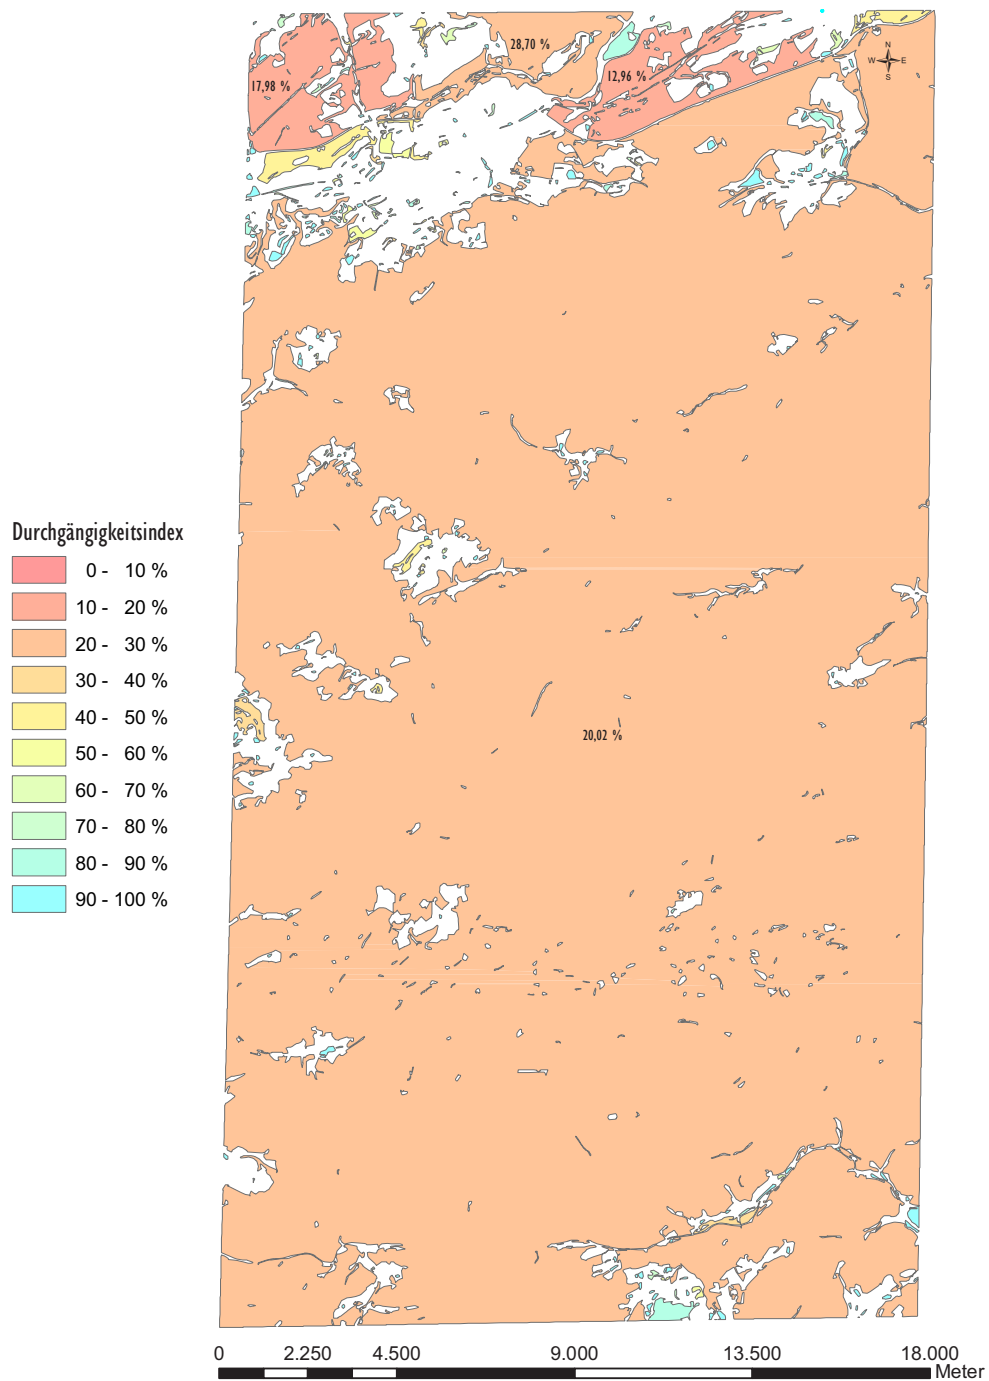 28,70 %
17,98 %
12,96 %
N
W E
S
20,02 %
Durchgängigkeitsindex
0 - 10 %
10 - 20 %
20 - 30 %
30 - 40 %
40 - 50 %
50 - 60 %
60 - 70 %
70 - 80 %
80 - 90 %
90 - 100 %
0 2.250 4.500 9.000 13.500 18.000
Meter